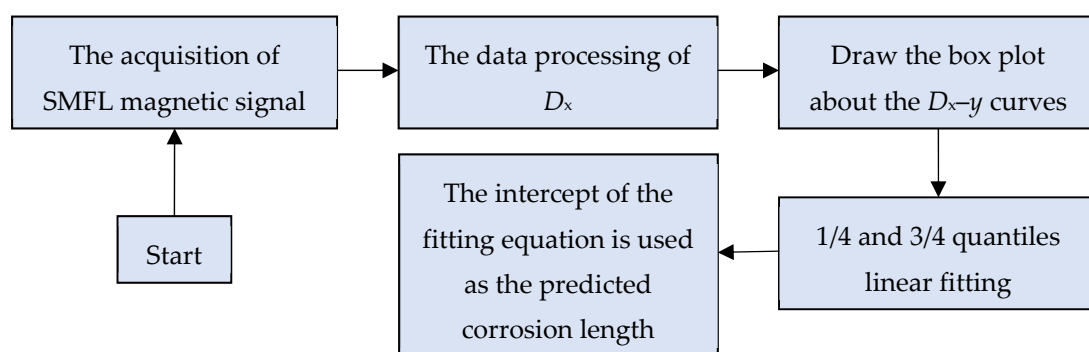 The acquisition of
SMFL magnetic signal
The data processing of
Dx
Draw the box plot
about the Dx–y curves
Start
The intercept of the
fitting equation is used
as the predicted
corrosion length
1/4 and 3/4 quantiles
linear fitting